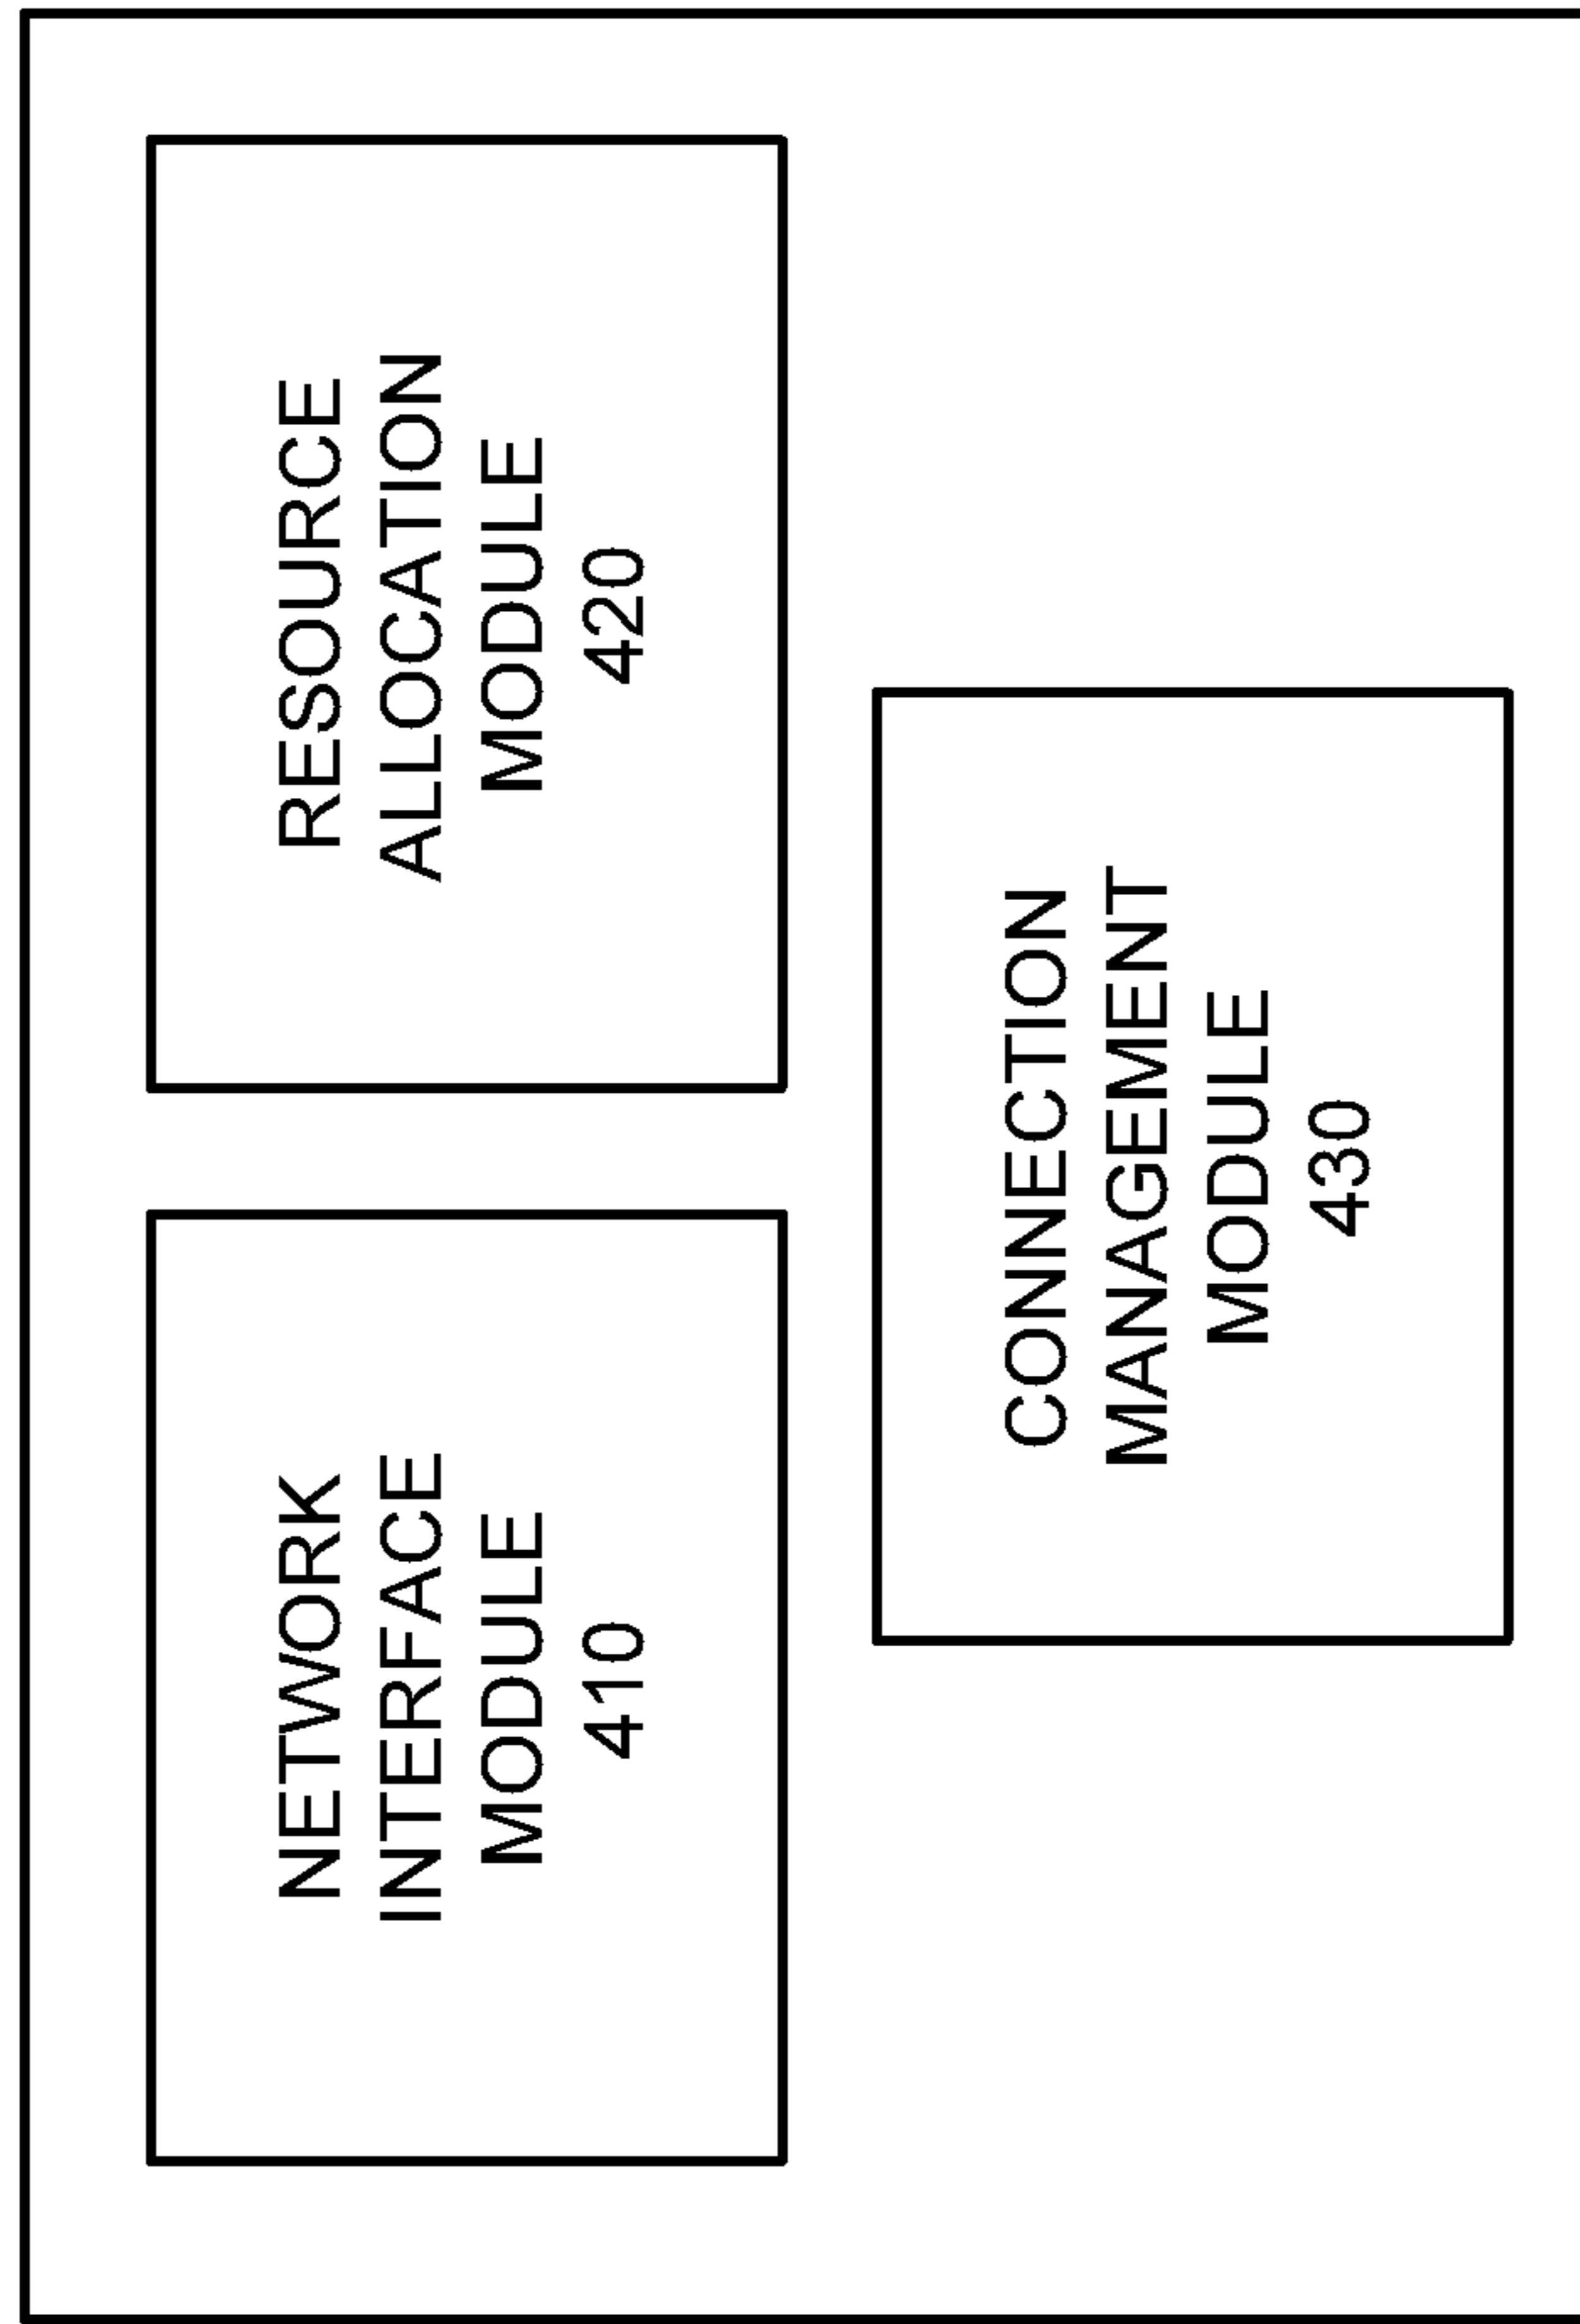 NETWORK
INTERFACE
MODULE
410
RESOURCE
ALLOCATION
MODULE
420
CONNECTION
MANAGEMENT
MODULE
430